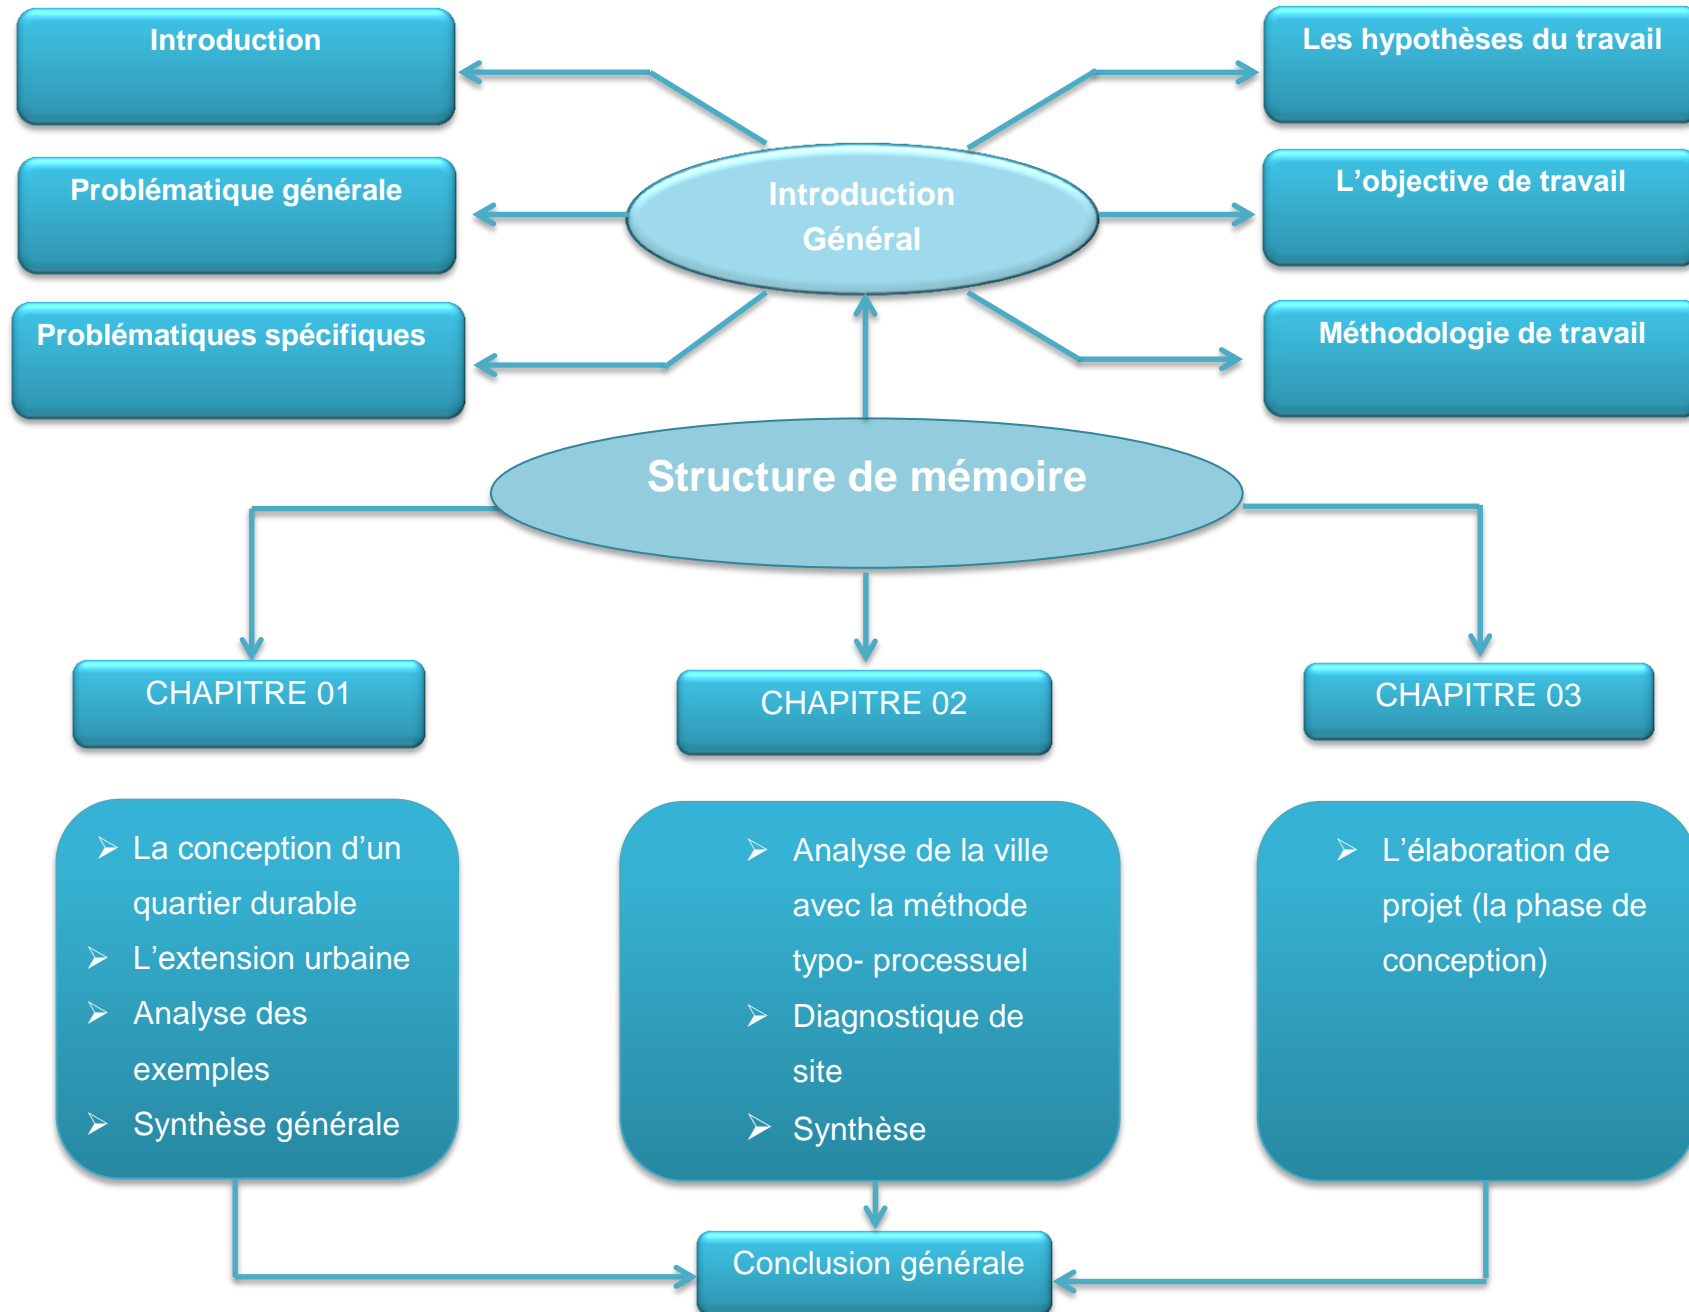 Introduction
Les hypothèses du travail
Problématique générale
Introduction
Général
L’objective de travail
Problématiques spécifiques
Méthodologie de travail
Structure de mémoire
CHAPITRE 01
CHAPITRE 02
CHAPITRE 03
➢ La conception d’un
quartier durable
➢ L’extension urbaine
➢ Analyse des
exemples
➢ Synthèse générale
➢ Analyse de la ville
avec la méthode
typo- processuel
➢ Diagnostique de
site
➢ Synthèse
➢ L’élaboration de
projet (la phase de
conception)
Conclusion générale